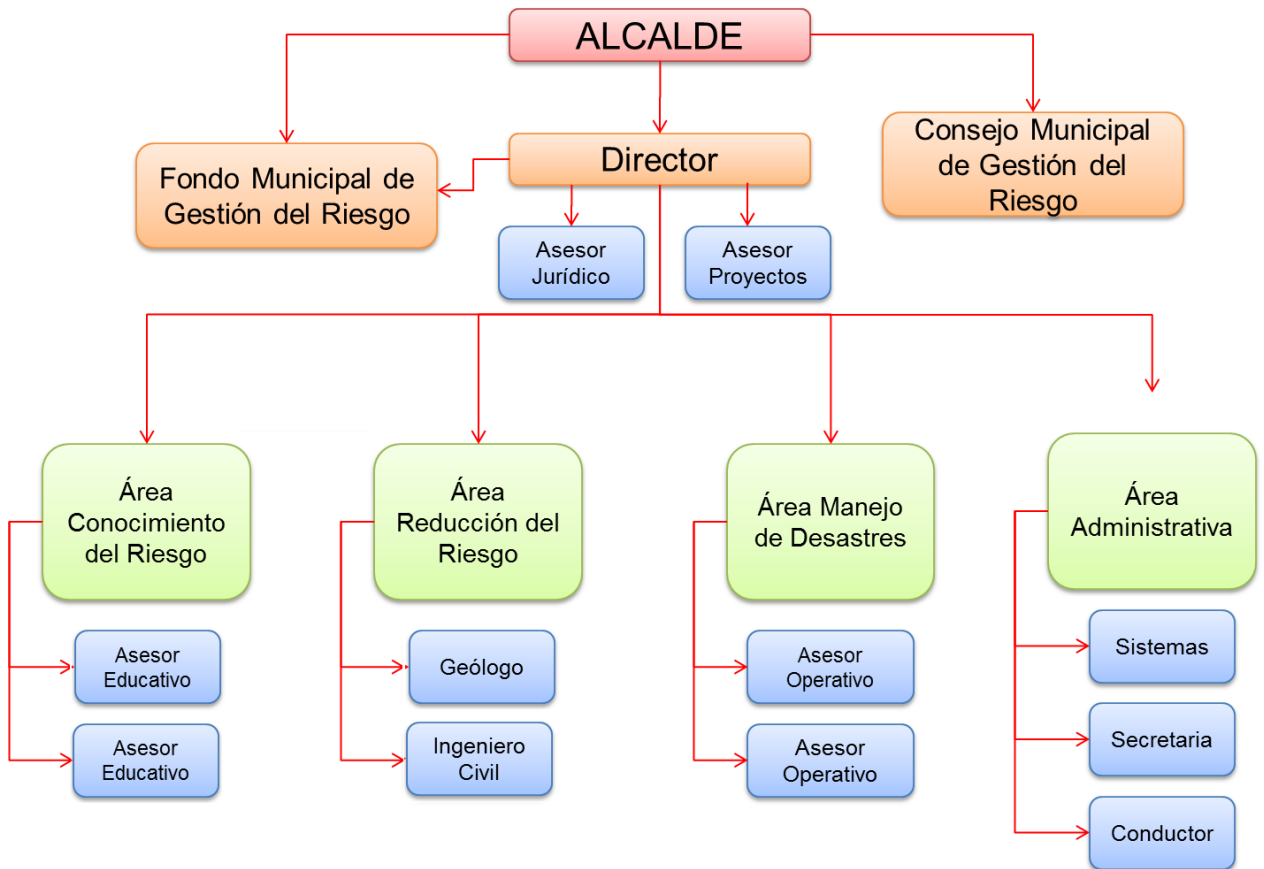 ALCALDE
Fondo Municipal de
Gestión del Riesgo
Director
Consejo Municipal
de Gestión del
Riesgo
Asesor
Jurídico
Asesor
Proyectos
Área
Conocimiento
del Riesgo
Área
Reducción del
Riesgo
Área Manejo
de Desastres
Área
Administrativa
Asesor
Educativo
Asesor
Educativo
Geólogo
Ingeniero
Civil
Asesor
Operativo
Asesor
Operativo
Sistemas
Secretaria
Conductor